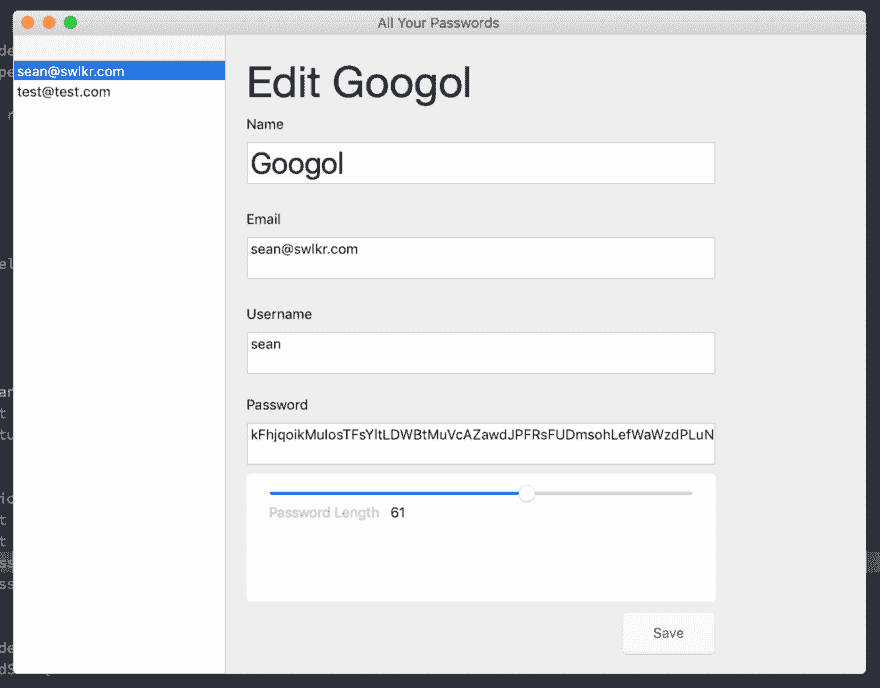 All Your Passwords
sean@swlkr.com
test@test.com
Edit Googol
Name
Googol
Email
sean@swlkr.com
Username
sean
Password
kFhjqoikMulosTFsYltLDWBtMuVcAZawdJPFRsFUDmsohLefWaWzdPLuN
Password Length 61
Save